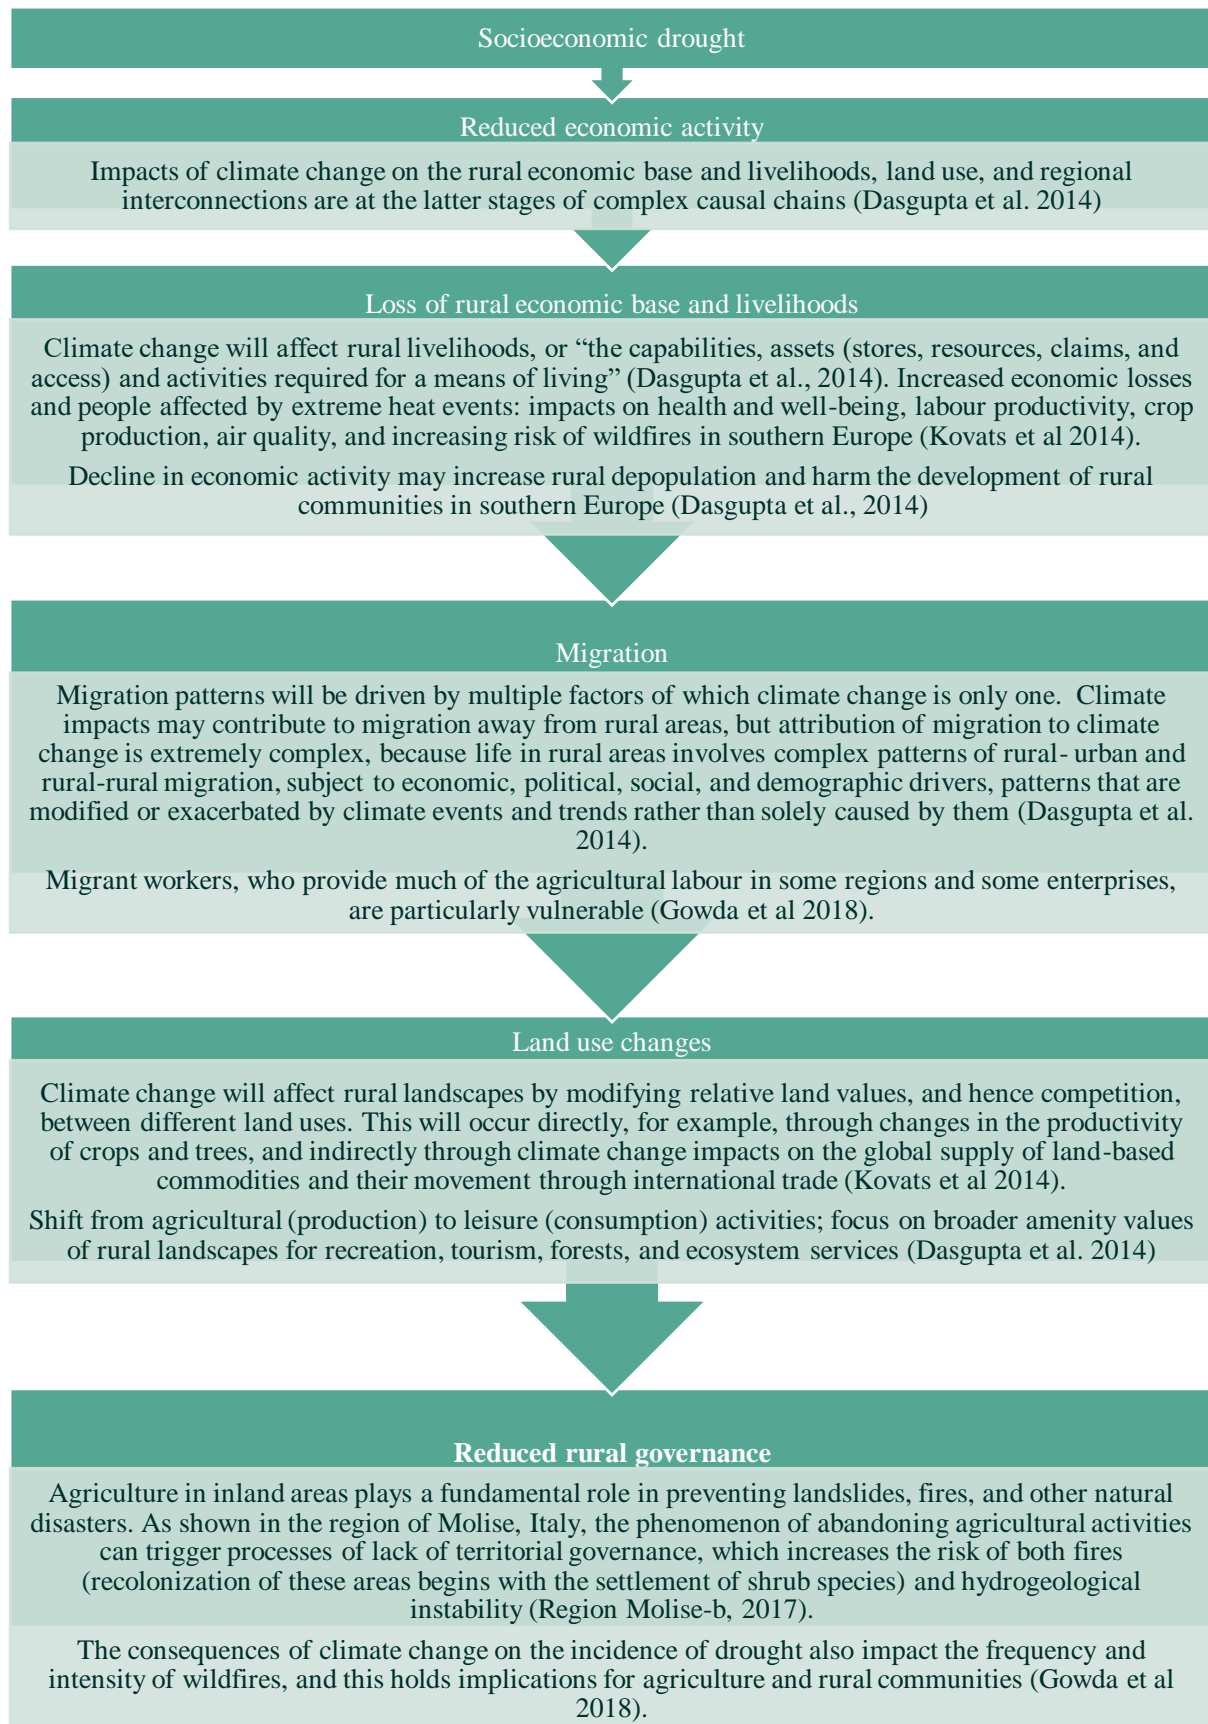 Socioeconomic drought
Reduced economic activity
Impacts of climate change on the rural economic base and livelihoods, land use, and regional
interconnections are at the latter stages of complex causal chains (Dasgupta et al. 2014)
Loss of rural economic base and livelihoods
Climate change will affect rural livelihoods, or “the capabilities, assets (stores, resources, claims, and
access) and activities required for a means of living” (Dasgupta et al., 2014). Increased economic losses
and people affected by extreme heat events: impacts on health and well-being, labour productivity, crop
production, air quality, and increasing risk of wildfires in southern Europe (Kovats et al 2014).
Decline in economic activity may increase rural depopulation and harm the development of rural
communities in southern Europe (Dasgupta et al., 2014)
Migration
Migration patterns will be driven by multiple factors of which climate change is only one. Climate
impacts may contribute to migration away from rural areas, but attribution of migration to climate
change is extremely complex, because life in rural areas involves complex patterns of rural- urban and
rural-rural migration, subject to economic, political, social, and demographic drivers, patterns that are
modified or exacerbated by climate events and trends rather than solely caused by them (Dasgupta et al.
2014).
Migrant workers, who provide much of the agricultural labour in some regions and some enterprises,
are particularly vulnerable (Gowda et al 2018).
Land use changes
Climate change will affect rural landscapes by modifying relative land values, and hence competition,
between different land uses. This will occur directly, for example, through changes in the productivity
of crops and trees, and indirectly through climate change impacts on the global supply of land-based
commodities and their movement through international trade (Kovats et al 2014).
Shift from agricultural (production) to leisure (consumption) activities; focus on broader amenity values
of rural landscapes for recreation, tourism, forests, and ecosystem services (Dasgupta et al. 2014)
Reduced rural governance
Agriculture in inland areas plays a fundamental role in preventing landslides, fires, and other natural
disasters. As shown in the region of Molise, Italy, the phenomenon of abandoning agricultural activities
can trigger processes of lack of territorial governance, which increases the risk of both fires
(recolonization of these areas begins with the settlement of shrub species) and hydrogeological
instability (Region Molise-b, 2017).
The consequences of climate change on the incidence of drought also impact the frequency and
intensity of wildfires, and this holds implications for agriculture and rural communities (Gowda et al
2018).